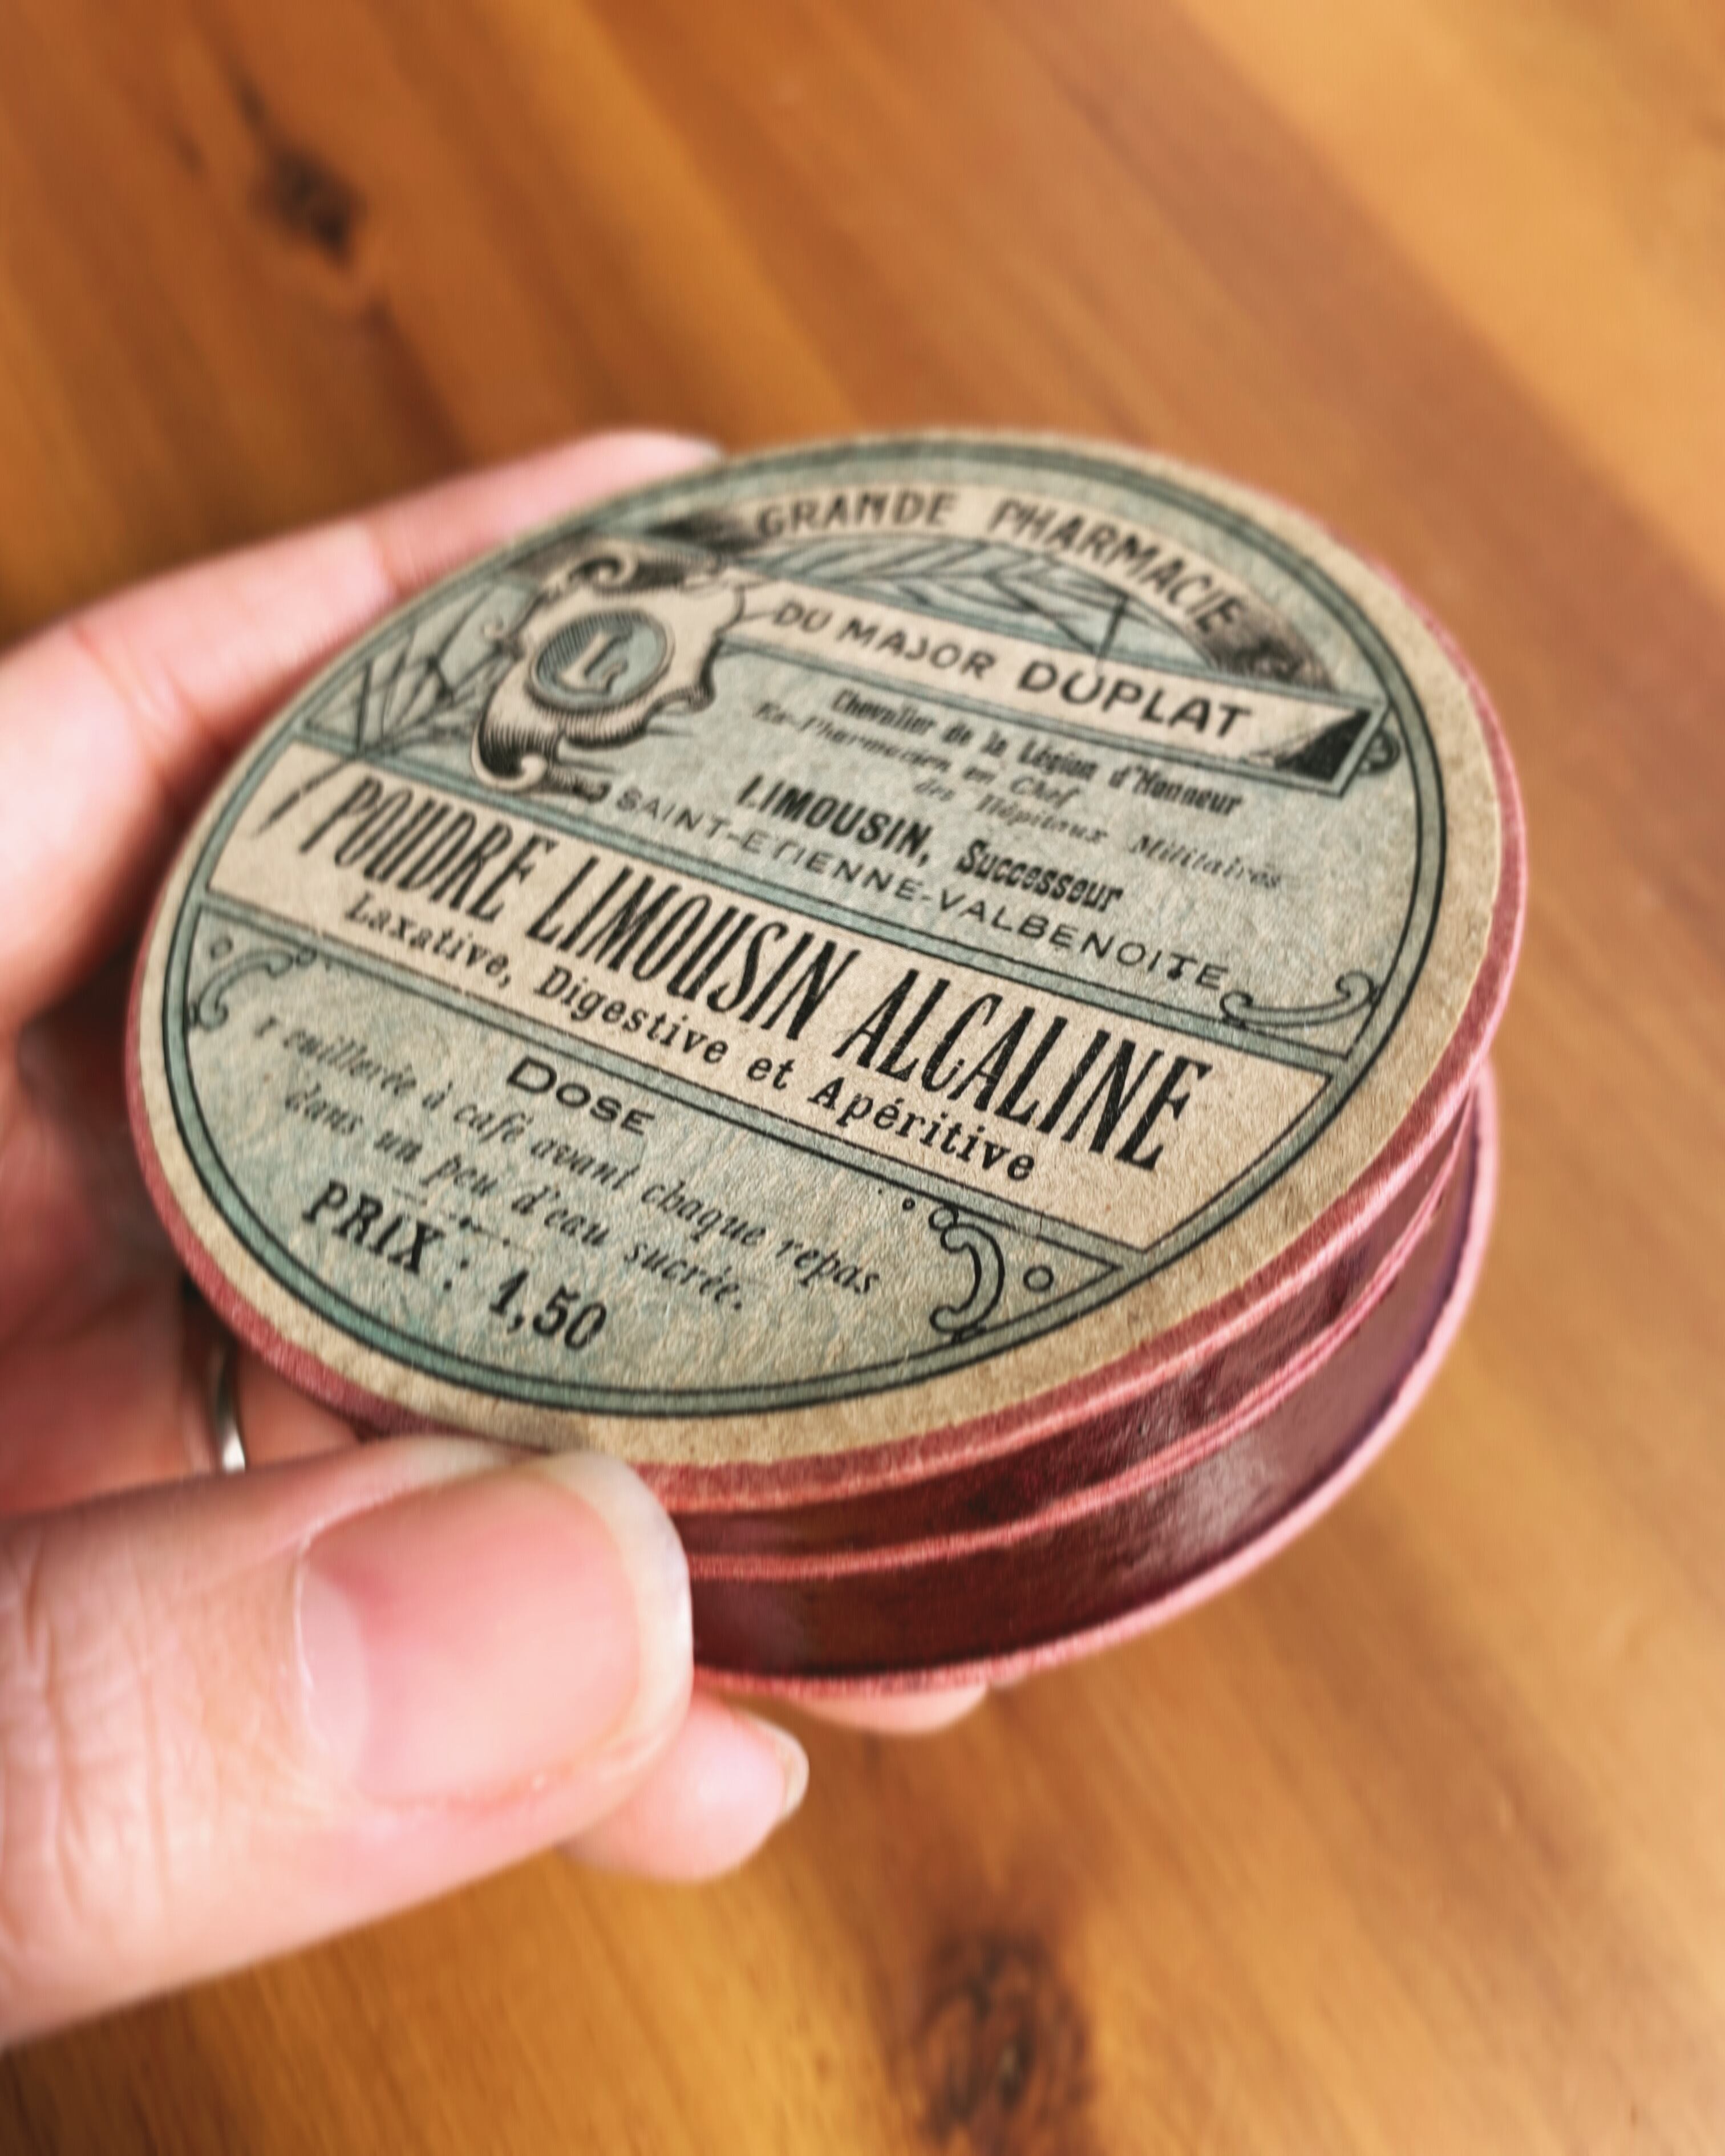 GRANDE PHARMACIE
DU MAJOR DUPLAT
L
Chevalier de la Légion d'Honneur
Ex-Pharmacien en Chef
des Hôpitaux Militaires
LIMOUSIN, Successeur
SAINT-ETIENNE-VALBENOITE
POUDRE LIMOUSIN ALCALINE
Laxative, Digestive et Apéritive
DOSE
1 cuillerée à café avant chaque repas
dans un peu d'eau sucrée.
PRIX : 1,50